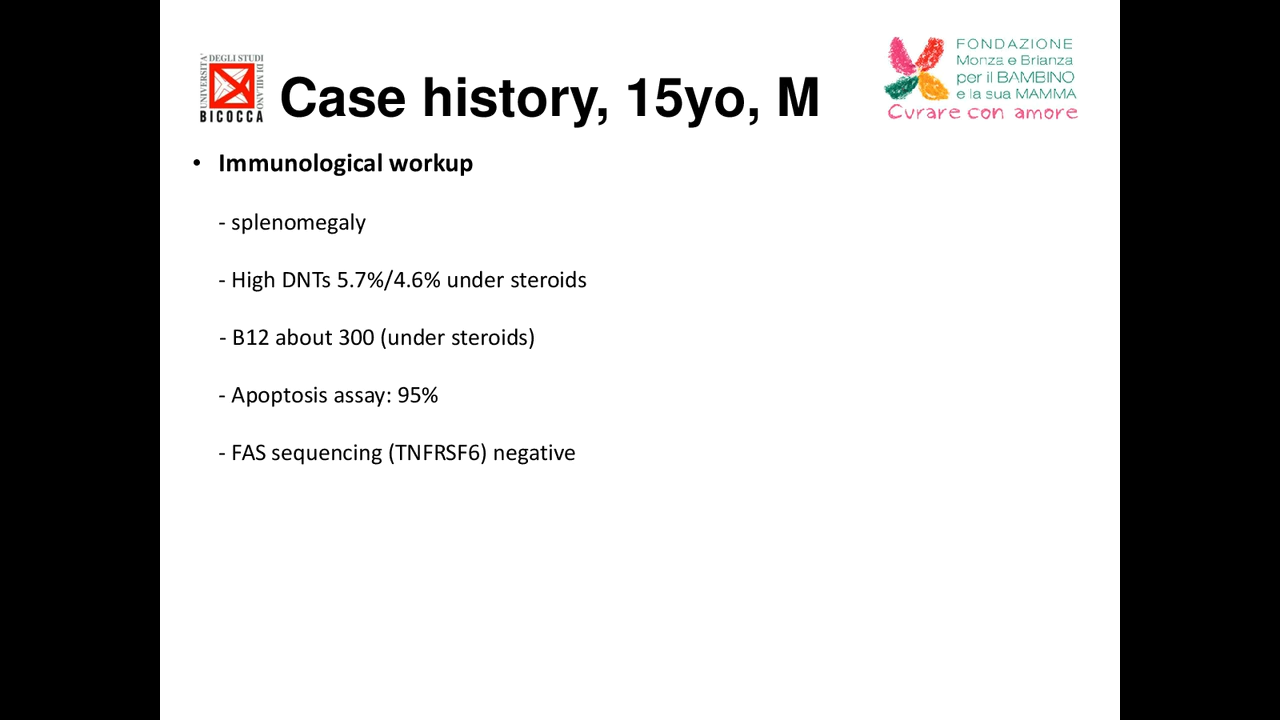 UNIVERSITA' DEGLI STUDI DI MILANO
BICOCCA
Case history, 15yo, M
FONDAZIONE
Monza e Brianza
per il BAMBINO
e la sua MAMMA
Curare con amore
• Immunological workup
- splenomegaly
- High DNTs 5.7%/4.6% under steroids
- B12 about 300 (under steroids)
- Apoptosis assay: 95%
- FAS sequencing (TNFRSF6) negative